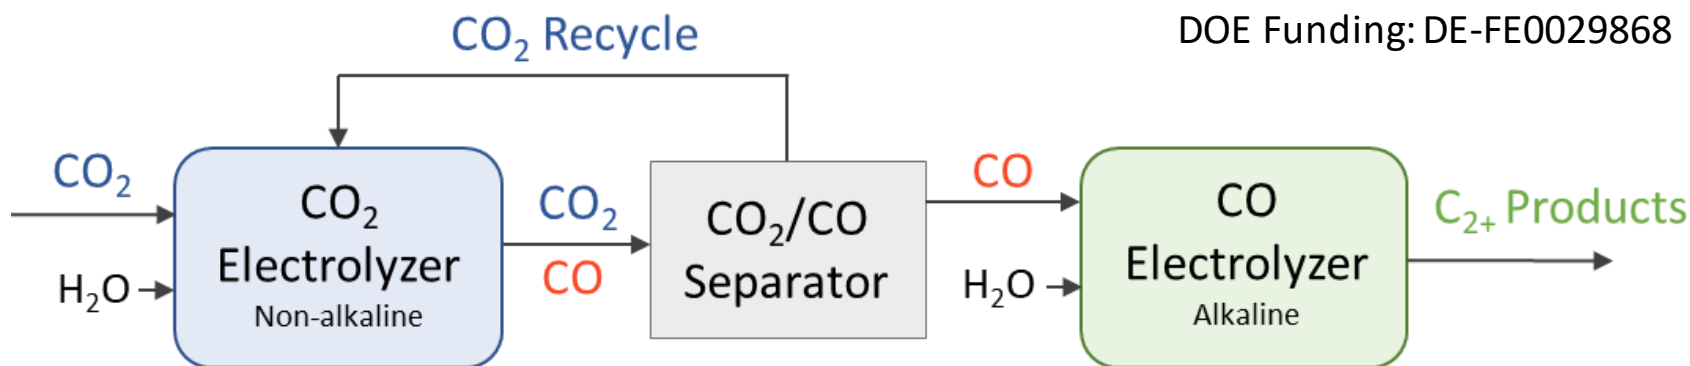 DOE Funding: DE-FE0029868
CO₂ Recycle
CO₂
H₂O
CO₂
Electrolyzer
Non-alkaline
CO₂
CO
CO₂/CO
Separator
CO
H₂O
CO
Electrolyzer
Alkaline
C₂₊ Products